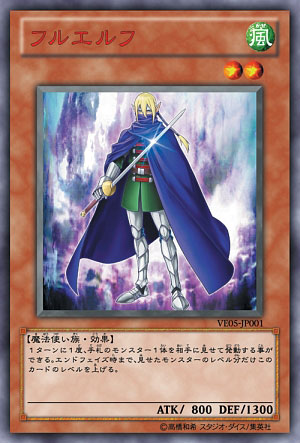 フルエルフ
風
VE05-JP001
【魔法使い族・効果】
1ターンに1度、手札のモンスター1体を相手に見せて発動する事が
できる。エンドフェイズ時まで、見せたモンスターのレベル分だけこの
カードのレベルを上げる。
ATK/ 800 DEF/1300
©高橋和希 スタジオ・ダイス/集英社